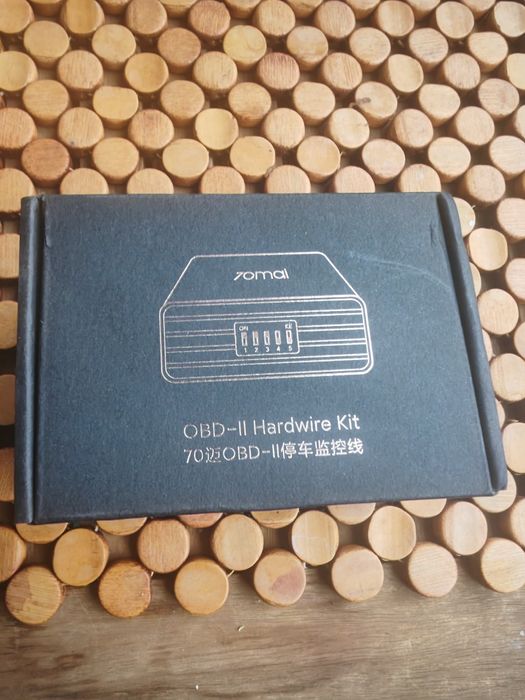 70mai
ON KE
1 2 3 4 5
OBD-II Hardwire Kit
70迈OBD-II停车监控线